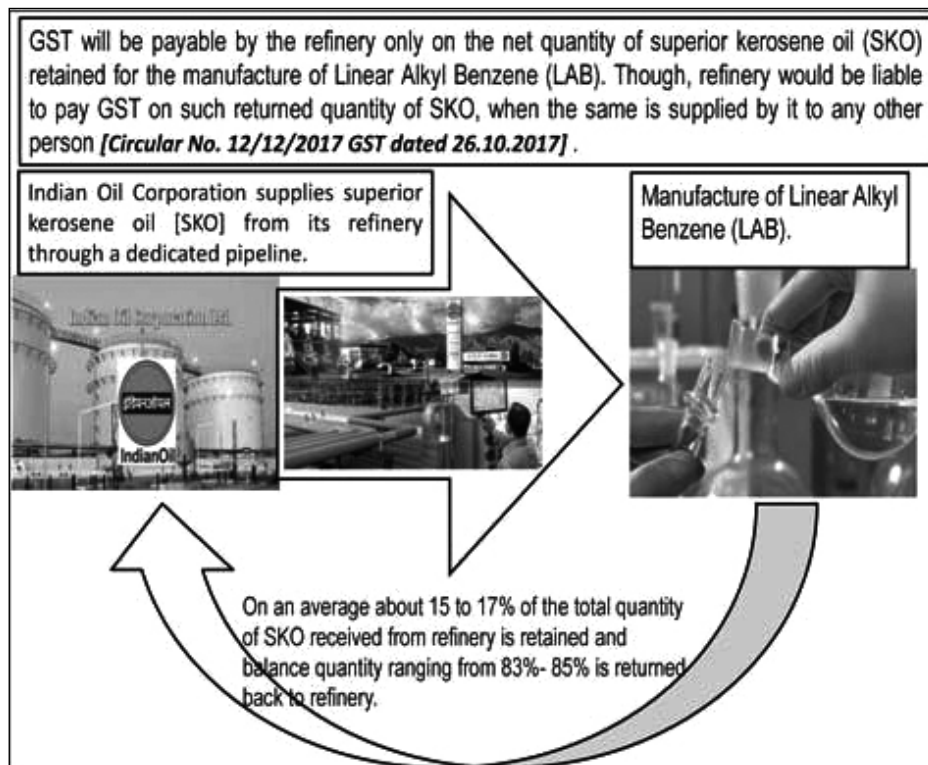 GST will be payable by the refinery only on the net quantity of superior kerosene oil (SKO)
retained for the manufacture of Linear Alkyl Benzene (LAB). Though, refinery would be liable
to pay GST on such returned quantity of SKO, when the same is supplied by it to any other
person [Circular No. 12/12/2017 GST dated 26.10.2017] .
Indian Oil Corporation supplies superior
kerosene oil [SKO] from its refinery
through a dedicated pipeline.
Manufacture of Linear Alkyl
Benzene (LAB).
Indian Oil Corporation Ltd
इंडियनऑयल
IndianOil
On an average about 15 to 17% of the total quantity
of SKO received from refinery is retained and
balance quantity ranging from 83%- 85% is returned
back to refinery.